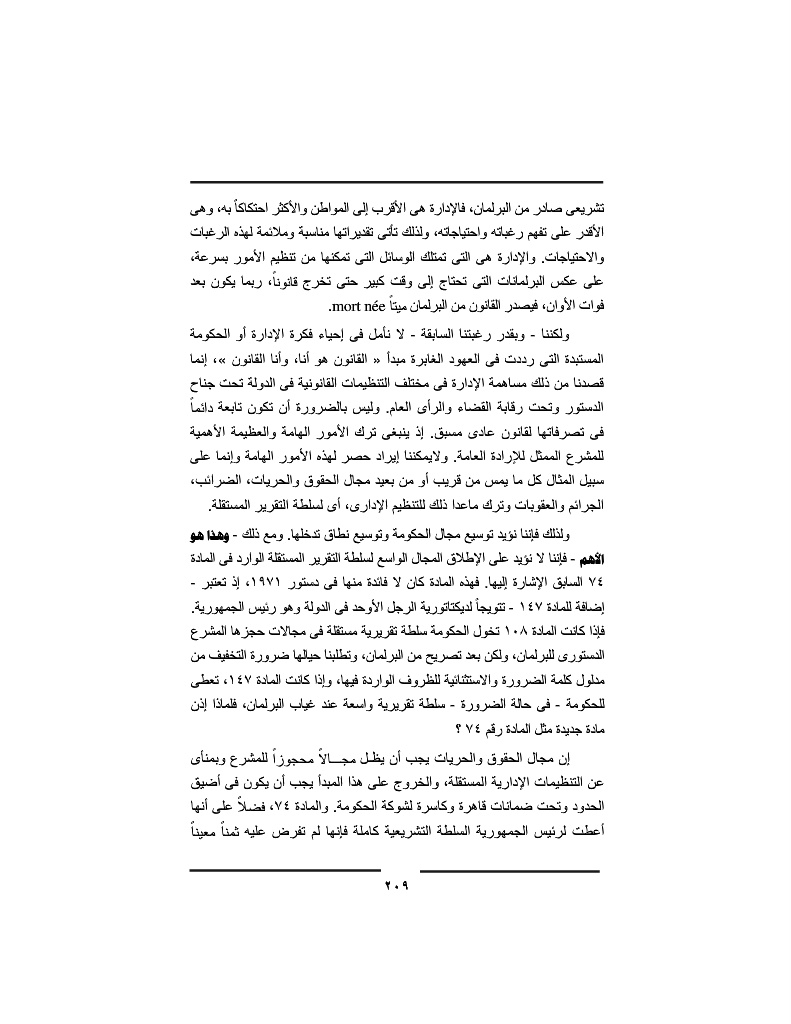 تشريعى صادر من البرلمان، فالإدارة هى الأقرب إلى المواطن والأكثر احتكاكاً به، وهى
الأقدر على تفهم رغباته واحتياجاته، ولذلك تأتى تقديراتها مناسبة وملائمة لهذه الرغبات
والاحتياجات. والإدارة هى التى تمتلك الوسائل التى تمكنها من تنظيم الأمور بسرعة،
على عكس البرلمانات التى تحتاج إلى وقت كبير حتى تخرج قانوناً، ربما يكون بعد
فوات الأوان، فيصدر القانون من البرلمان ميتاً mort née.
ولكننا - وبقدر رغبتنا السابقة - لا نأمل فى إحياء فكرة الإدارة أو الحكومة
المستبدة التى رددت فى العهود الغابرة مبدأ « القانون هو أنا، وأنا القانون »، إنما
قصدنا من ذلك مساهمة الإدارة فى مختلف التنظيمات القانونية فى الدولة تحت جناح
الدستور وتحت رقابة القضاء والرأى العام. وليس بالضرورة أن تكون تابعة دائماً
فى تصرفاتها لقانون عادى مسبق. إذ ينبغى ترك الأمور الهامة والعظيمة الأهمية
للمشرع الممثل للإرادة العامة. ولايمكننا إيراد حصر لهذه الأمور الهامة وإنما على
سبيل المثال كل ما يمس من قريب أو من بعيد مجال الحقوق والحريات، الضرائب،
الجرائم والعقوبات وترك ماعدا ذلك للتنظيم الإدارى، أى لسلطة التقرير المستقلة.
ولذلك فإننا نؤيد توسيع مجال الحكومة وتوسيع نطاق تدخلها. ومع ذلك - وهذا هو
الأهم - فإننا لا نؤيد على الإطلاق المجال الواسع لسلطة التقرير المستقلة الوارد فى المادة
٧٤ السابق الإشارة إليها. فهذه المادة كان لا فائدة منها فى دستور ١٩٧١، إذ تعتبر -
إضافة للمادة ١٤٧ - تتويجاً لديكتاتورية الرجل الأوحد فى الدولة وهو رئيس الجمهورية.
فإذا كانت المادة ١٠٨ تخول الحكومة سلطة تقريرية مستقلة فى مجالات حجزها المشرع
الدستورى للبرلمان، ولكن بعد تصريح من البرلمان، وتطلبنا حيالها ضرورة التخفيف من
مدلول كلمة الضرورة والاستثنائية للظروف الواردة فيها، وإذا كانت المادة ١٤٧، تعطى
للحكومة - فى حالة الضرورة - سلطة تقريرية واسعة عند غياب البرلمان، فلماذا إذن
مادة جديدة مثل المادة رقم ٧٤ ؟
إن مجال الحقوق والحريات يجب أن يظـل مجـــالاً محجوزاً للمشرع وبمنأى
عن التنظيمات الإدارية المستقلة، والخروج على هذا المبدأ يجب أن يكون فى أضيق
الحدود وتحت ضمانات قاهرة وكاسرة لشوكة الحكومة. والمادة ٧٤، فضلاً على أنها
أعطت لرئيس الجمهورية السلطة التشريعية كاملة فإنها لم تفرض عليه ثمناً معيناً
٢٠٩